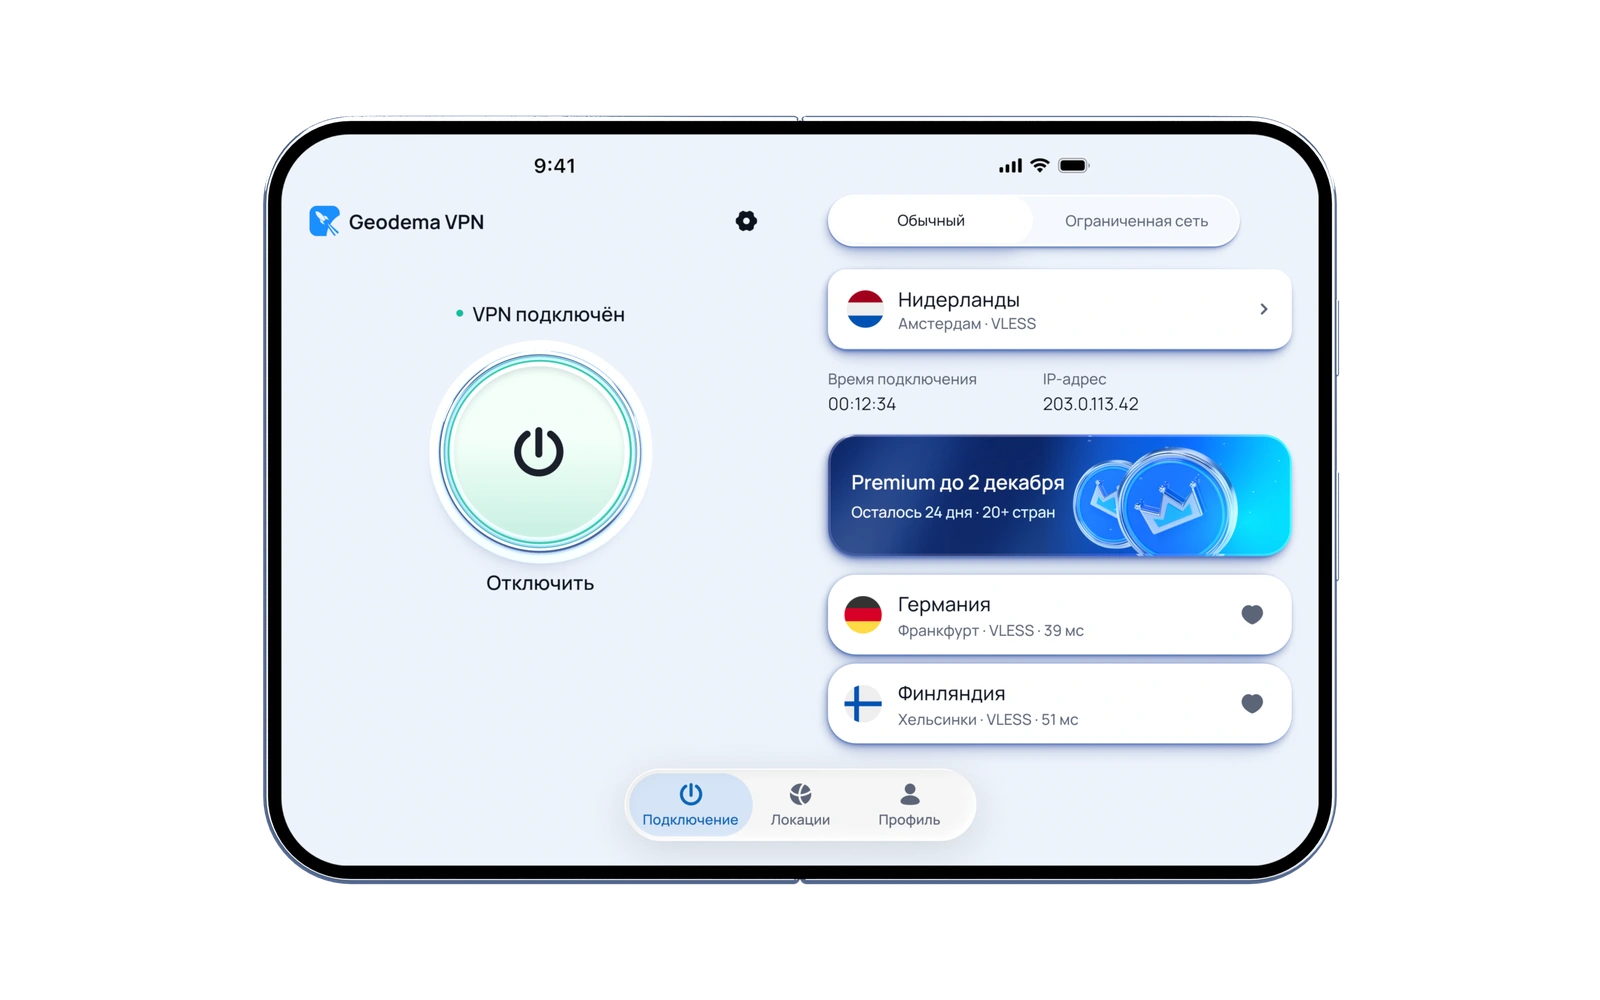 9:41
Geodema VPN
VPN подключён
Отключить
Обычный
Ограниченная сеть
Нидерланды
Амстердам · VLESS
Время подключения
00:12:34
IP-адрес
203.0.113.42
Premium до 2 декабря
Осталось 24 дня · 20+ стран
Германия
Франкфурт · VLESS · 39 мс
Финляндия
Хельсинки · VLESS · 51 мс
Подключение
Локации
Профиль